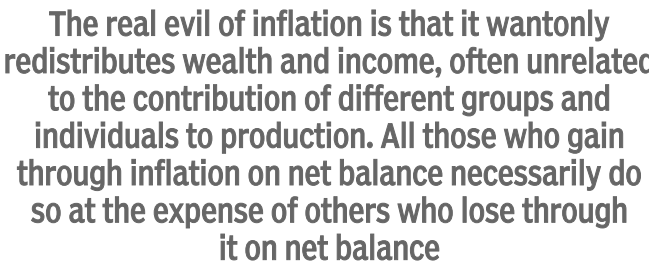 The real evil of inflation is that it wantonly
redistributes wealth and income, often unrelated
to the contribution of different groups and
individuals to production. All those who gain
through inflation on net balance necessarily do
so at the expense of others who lose through
it on net balance